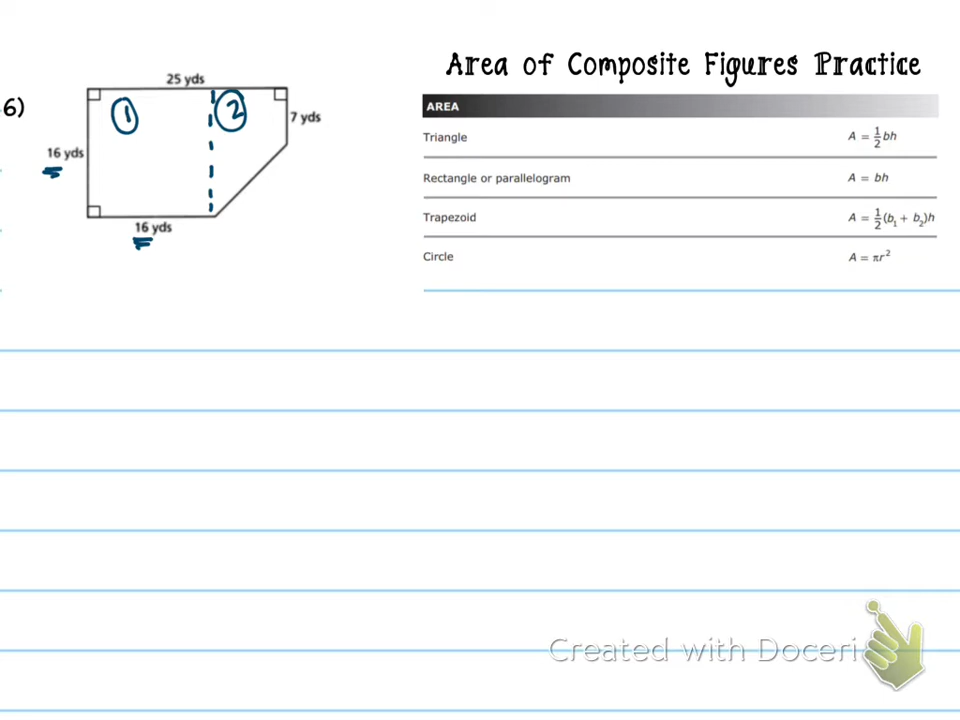 Area of Composite Figures Practice
6)
25 yds
1
2
7 yds
16 yds
16 yds
AREA
Triangle A = 1/2 bh
Rectangle or parallelogram A = bh
Trapezoid A = 1/2 (b₁ + b₂)h
Circle A = πr²
Created with Doceri